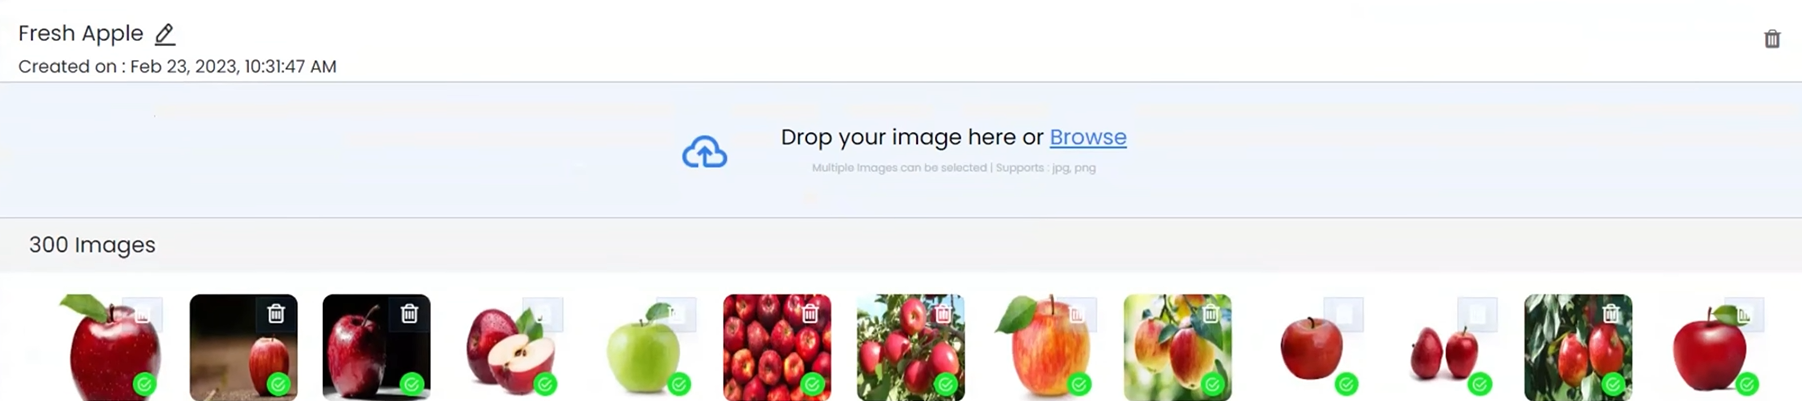 Fresh Apple
Created on : Feb 23, 2023, 10:31:47 AM
Drop your image here or Browse
Multiple Images can be selected | Supports : jpg, png
300 Images